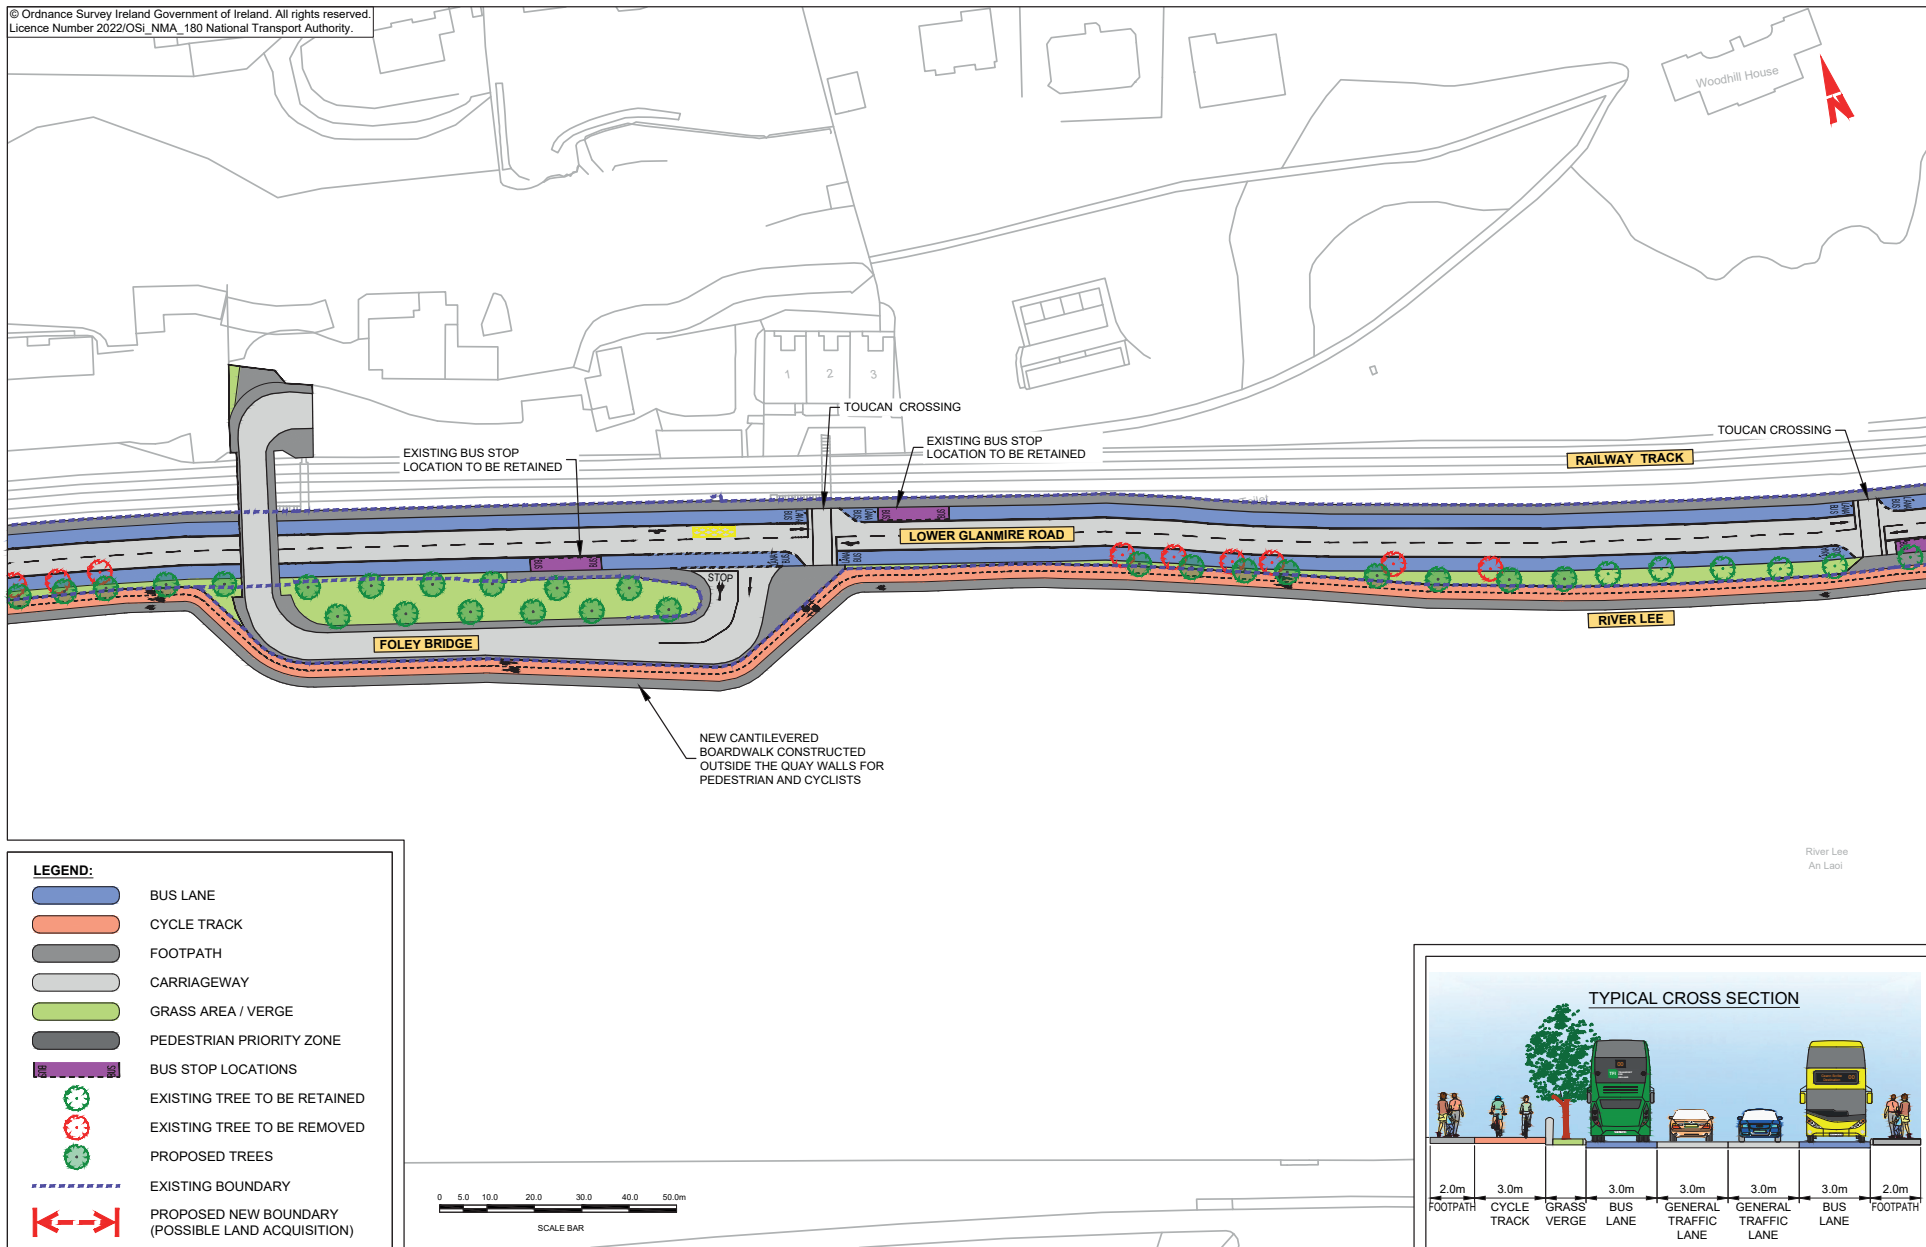 © Ordnance Survey Ireland Government of Ireland. All rights reserved.
Licence Number 2022/OSi_NMA_180 National Transport Authority.
Woodhill House
N
1
2
3
TOUCAN CROSSING
EXISTING BUS STOP
LOCATION TO BE RETAINED
EXISTING BUS STOP
LOCATION TO BE RETAINED
TOUCAN CROSSING
RAILWAY TRACK
LOWER GLANMIRE ROAD
STOP
FOLEY BRIDGE
RIVER LEE
NEW CANTILEVERED
BOARDWALK CONSTRUCTED
OUTSIDE THE QUAY WALLS FOR
PEDESTRIAN AND CYCLISTS
River Lee
An Laoi
LEGEND:
BUS LANE
CYCLE TRACK
FOOTPATH
CARRIAGEWAY
GRASS AREA / VERGE
PEDESTRIAN PRIORITY ZONE
BUS BUS
BUS STOP LOCATIONS
EXISTING TREE TO BE RETAINED
EXISTING TREE TO BE REMOVED
PROPOSED TREES
EXISTING BOUNDARY
PROPOSED NEW BOUNDARY
(POSSIBLE LAND ACQUISITION)
0 5.0 10.0 20.0 30.0 40.0 50.0m
SCALE BAR
TYPICAL CROSS SECTION
2.0m 3.0m 3.0m 3.0m 3.0m 3.0m 2.0m
FOOTPATH CYCLE GRASS BUS GENERAL GENERAL BUS FOOTPATH
TRACK VERGE LANE TRAFFIC TRAFFIC LANE
LANE LANE